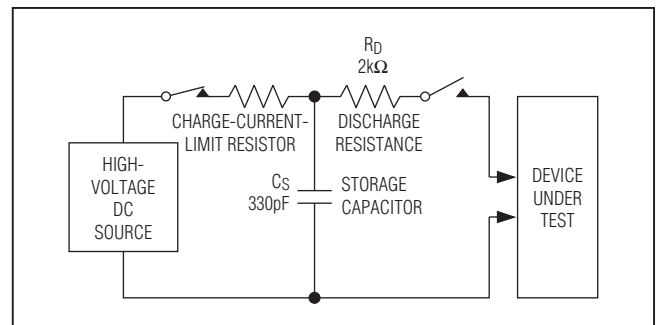 R_D
2kΩ
CHARGE-CURRENT-
LIMIT RESISTOR
DISCHARGE
RESISTANCE
HIGH-
VOLTAGE
DC
SOURCE
C_S
330pF
STORAGE
CAPACITOR
DEVICE
UNDER
TEST